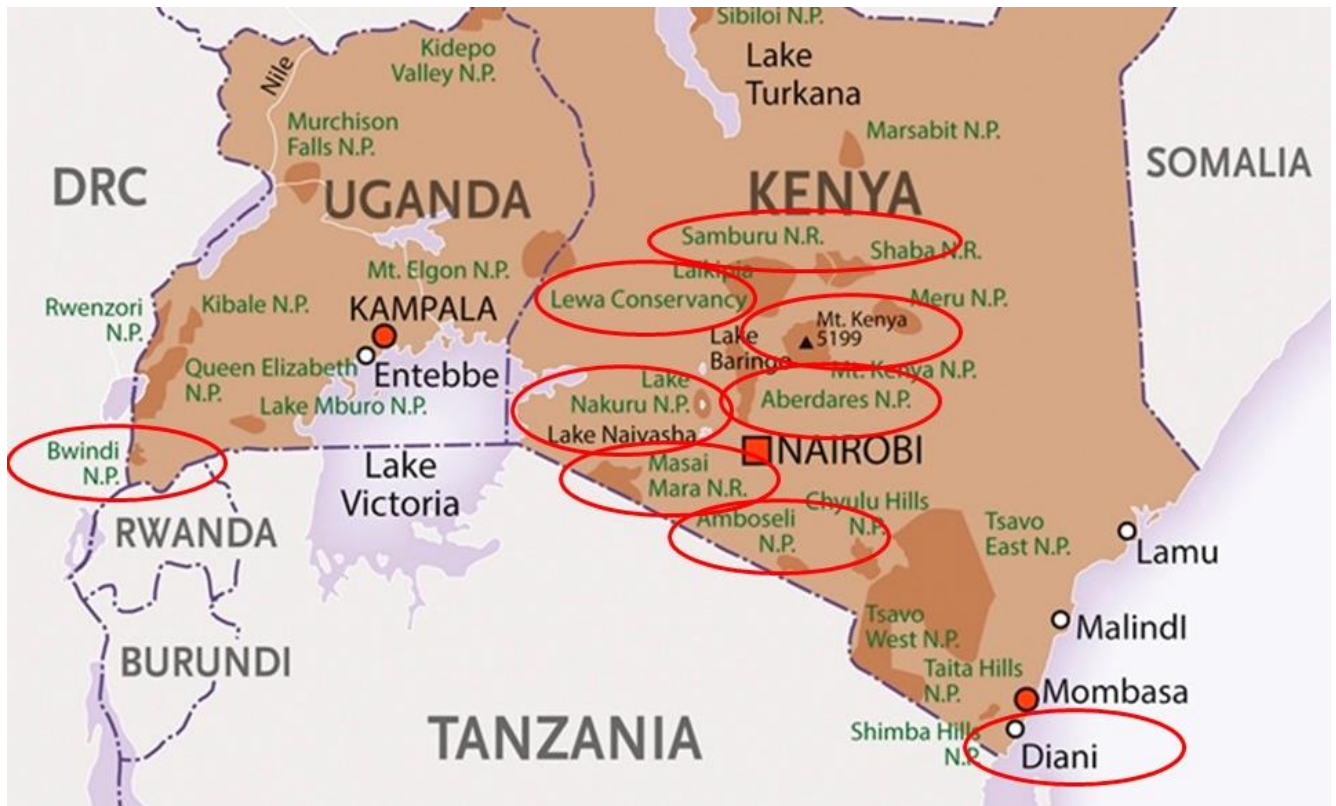 Sibiloi N.P.
Kidepo
Valley N.P.
Nile
Lake
Turkana
Murchison
Falls N.P.
Marsabit N.P.
SOMALIA
DRC
UGANDA
KENYA
Samburu N.R.
Shaba N.R.
Mt. Elgon N.P.
Laikipia
Lewa Conservancy
Rwenzori
N.P.
Kibale N.P.
KAMPALA
Meru N.P.
Mt. Kenya
5199
Lake
Baringo
Mt. Kenya N.P.
Queen Elizabeth
N.P.
Entebbe
Lake Mburo N.P.
Lake
Nakuru N.P.
Aberdares N.P.
Lake Naivasha
NAIROBI
Bwindi
N.P.
Lake
Victoria
Masai
Mara N.R.
Chyulu Hills
N.P.
Amboseli
N.P.
Tsavo
East N.P.
RWANDA
Lamu
Tsavo
West N.P.
Malindl
BURUNDI
Taita Hills
N.P.
Mombasa
TANZANIA
Shimba Hills
N.P.
Diani